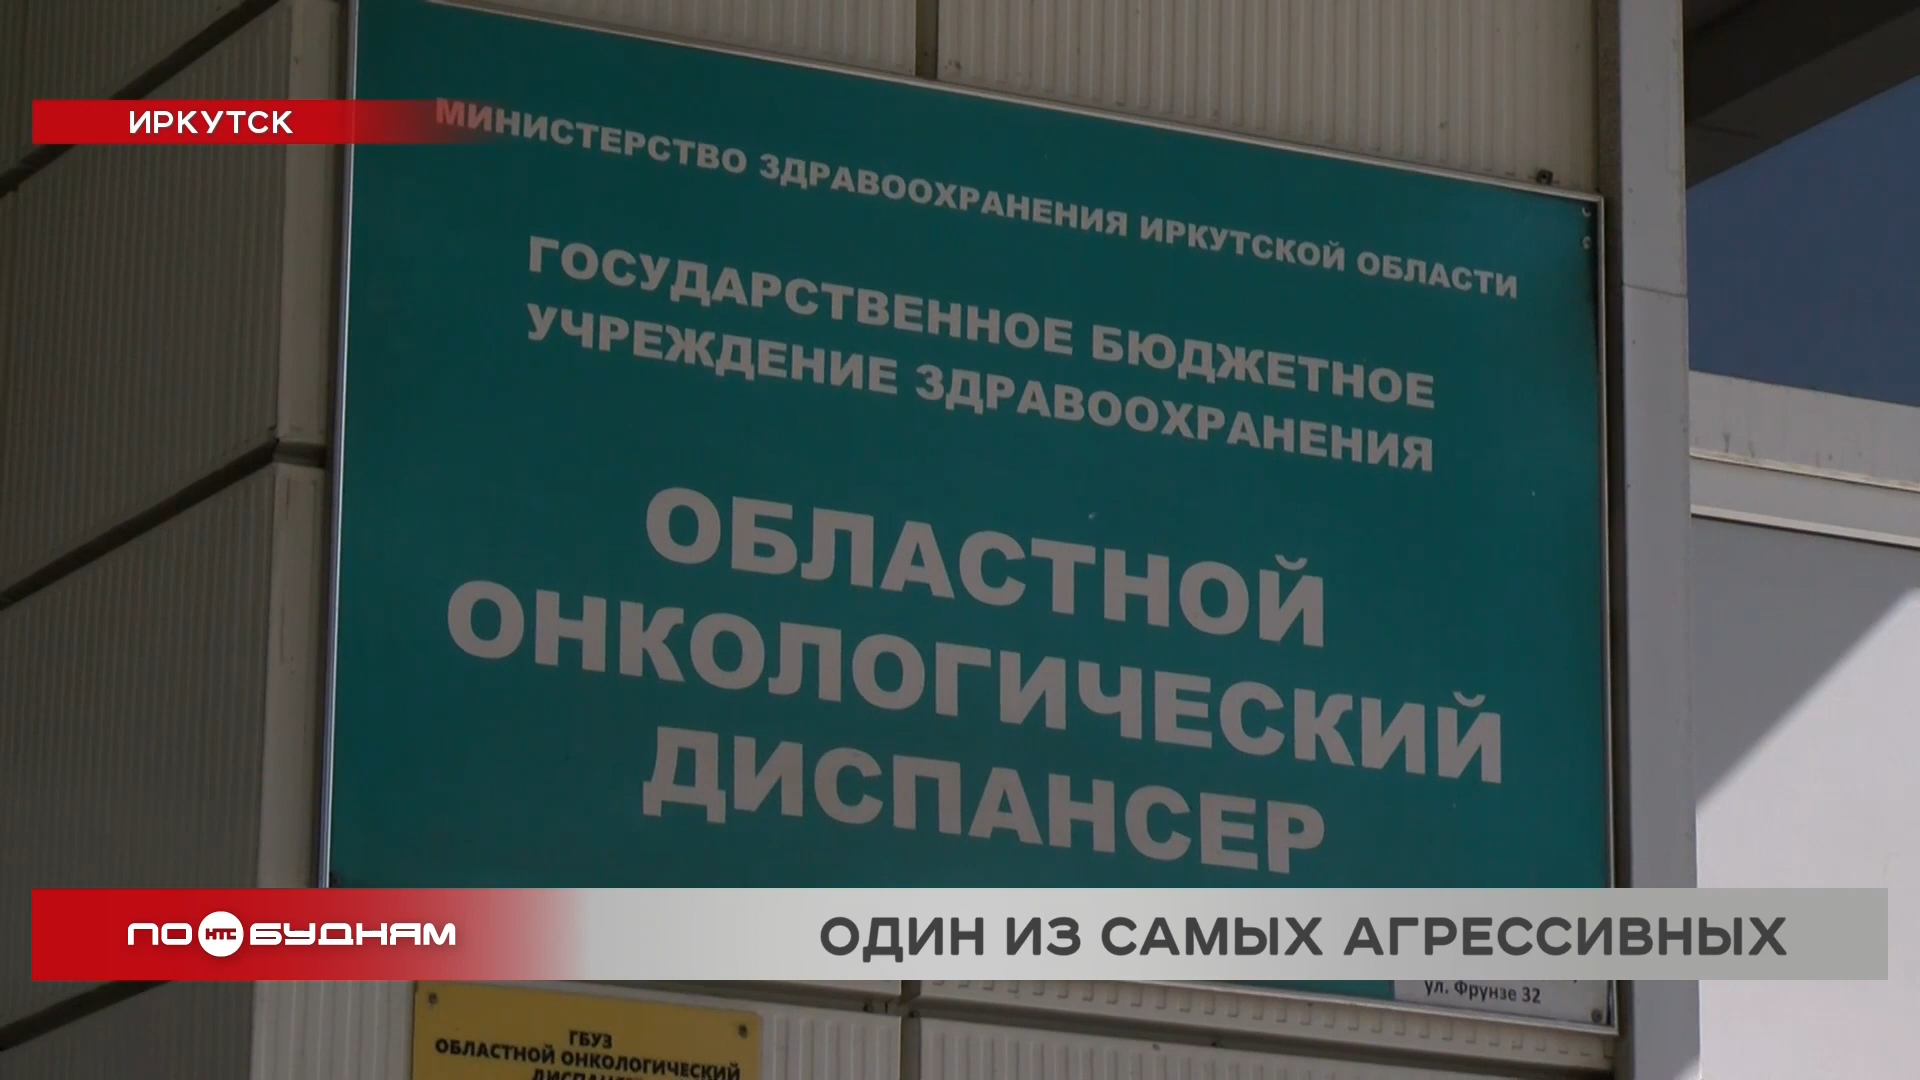 ИРКУТСК
МИНИСТЕРСТВО ЗДРАВООХРАНЕНИЯ ИРКУТСКОЙ ОБЛАСТИ
ГОСУДАРСТВЕННОЕ БЮДЖЕТНОЕ
УЧРЕЖДЕНИЕ ЗДРАВООХРАНЕНИЯ
ОБЛАСТНОЙ
ОНКОЛОГИЧЕСКИЙ
ДИСПАНСЕР
ПО НТС БУДНЯМ
ОДИН ИЗ САМЫХ АГРЕССИВНЫХ
ул. Фрунзе 32
ГБУЗ
ОБЛАСТНОЙ ОНКОЛОГИЧЕСКИЙ